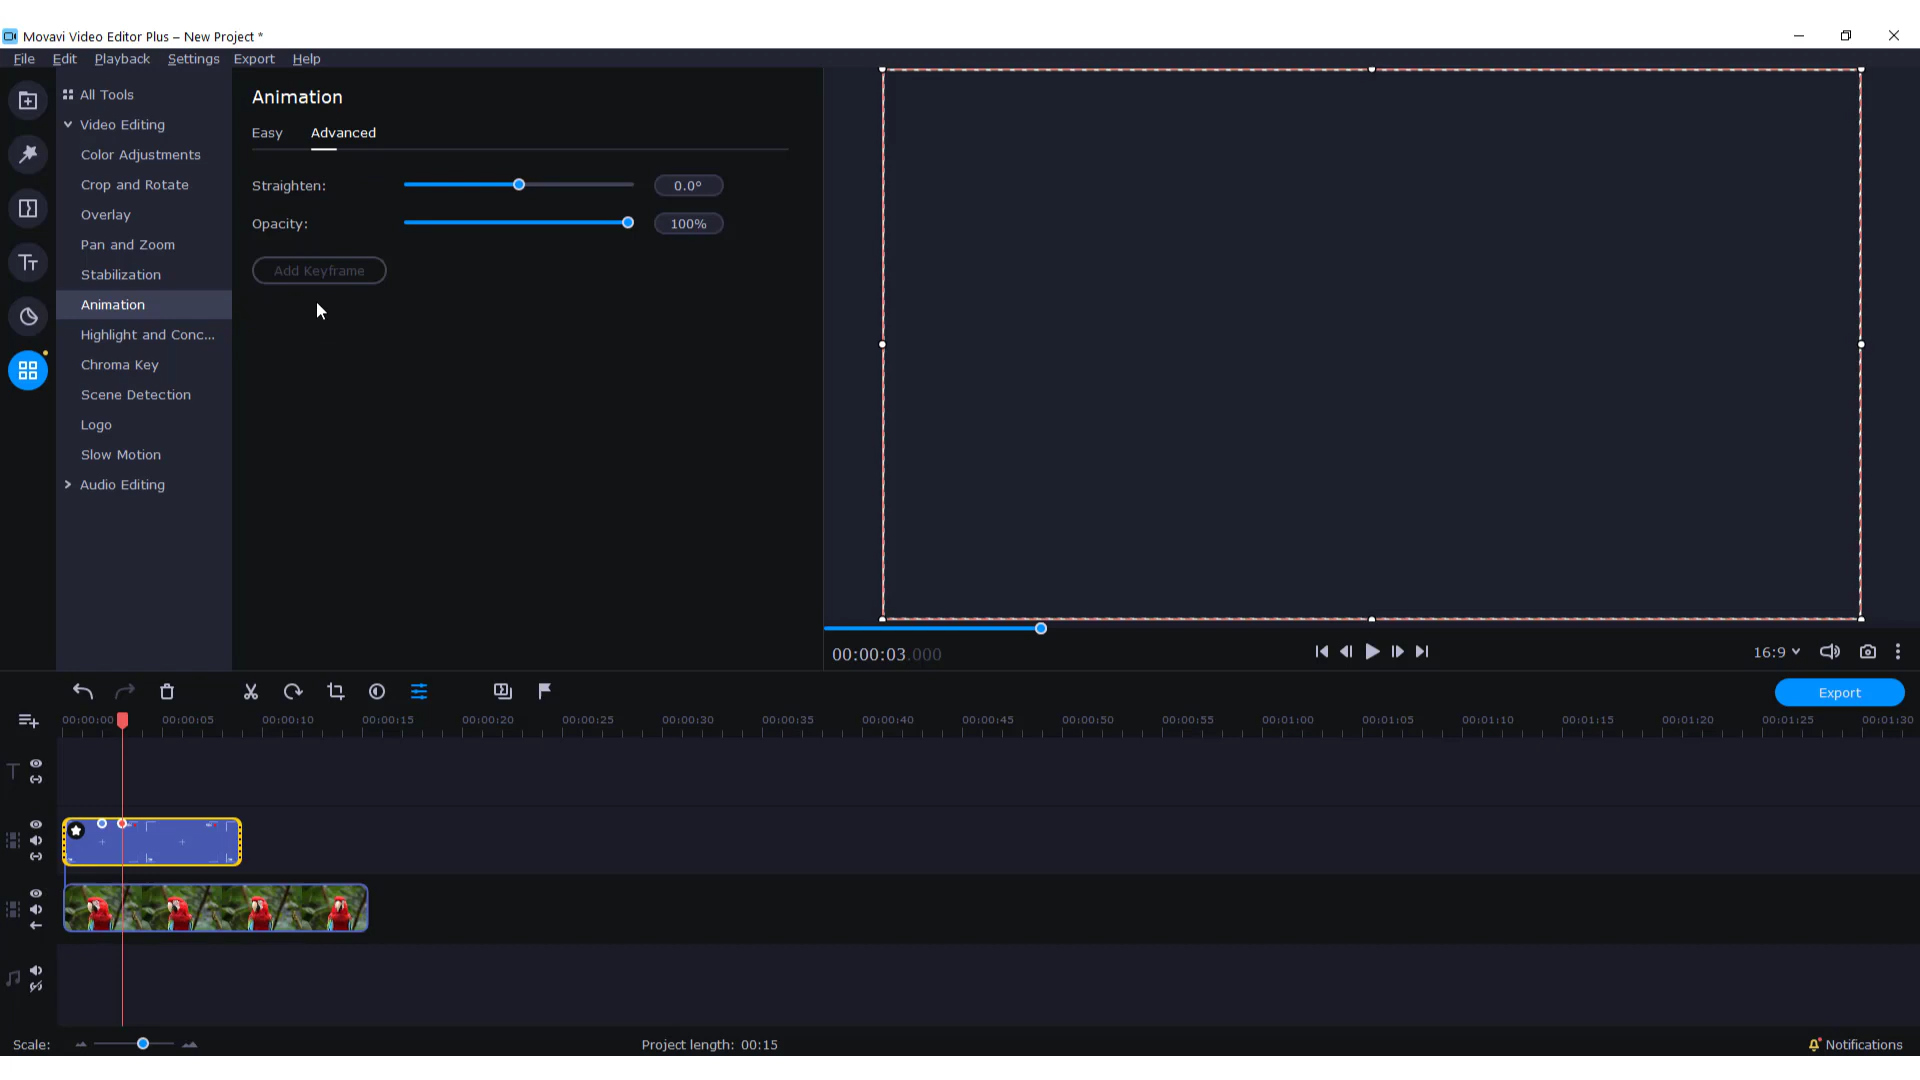 Movavi Video Editor Plus – New Project *
File Edit Playback Settings Export Help
All Tools
Video Editing
Color Adjustments
Crop and Rotate
Overlay
Pan and Zoom
Stabilization
Animation
Highlight and Conc...
Chroma Key
Scene Detection
Logo
Slow Motion
Audio Editing
Animation
Easy Advanced
Straighten: 0.0°
Opacity: 100%
Add Keyframe
00:00:03.000
16:9
Export
00:00:00 00:00:05 00:00:10 00:00:15 00:00:20 00:00:25 00:00:30 00:00:35 00:00:40 00:00:45 00:00:50 00:00:55 00:01:00 00:01:05 00:01:10 00:01:15 00:01:20 00:01:25 00:01:30
Scale: Project length: 00:15 Notifications